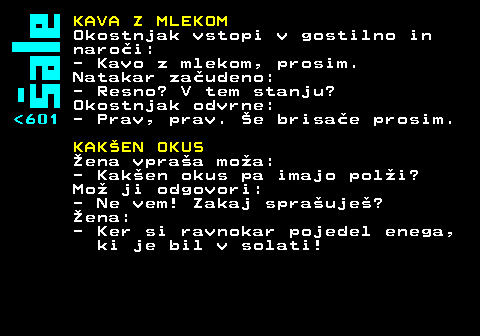 šale
<601
KAVA Z MLEKOM
Okostnjak vstopi v gostilno in
naroči:
- Kavo z mlekom, prosim.
Natakar začudeno:
- Resno? V tem stanju?
Okostnjak odvrne:
- Prav, prav. Še brisače prosim.
KAKŠEN OKUS
Žena vpraša moža:
- Kakšen okus pa imajo polži?
Mož ji odgovori:
- Ne vem! Zakaj sprašuješ?
Žena:
- Ker si ravnokar pojedel enega,
ki je bil v solati!